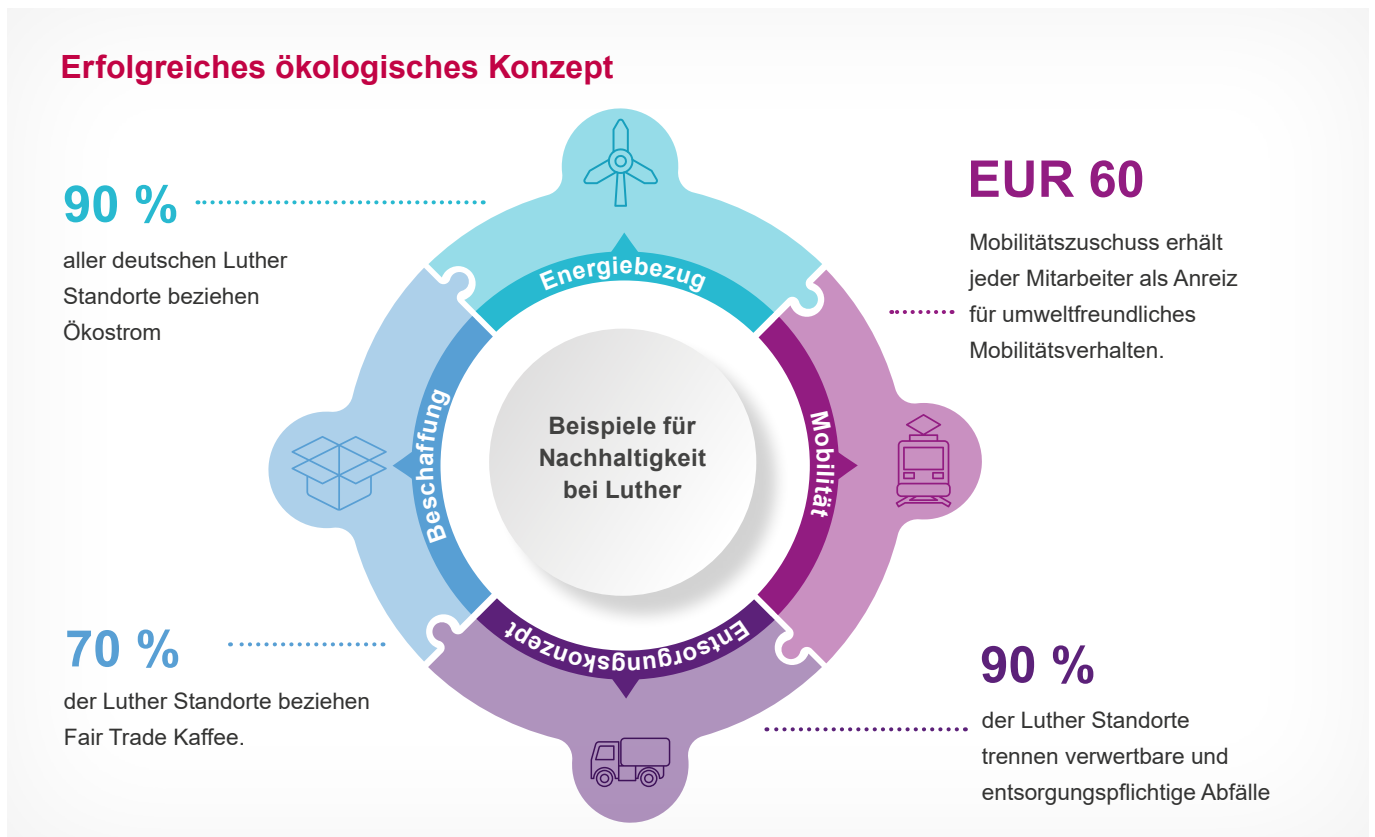 Erfolgreiches ökologisches Konzept
90 %
aller deutschen Luther
Standorte beziehen
Ökostrom
EUR 60
Mobilitätszuschuss erhält
jeder Mitarbeiter als Anreiz
für umweltfreundliches
Mobilitätsverhalten.
Energiebezug
Beschaffung
Beispiele für
Nachhaltigkeit
bei Luther
Mobilität
Entsorgungskonzept
70 %
der Luther Standorte beziehen
Fair Trade Kaffee.
90 %
der Luther Standorte
trennen verwertbare und
entsorgungspflichtige Abfälle